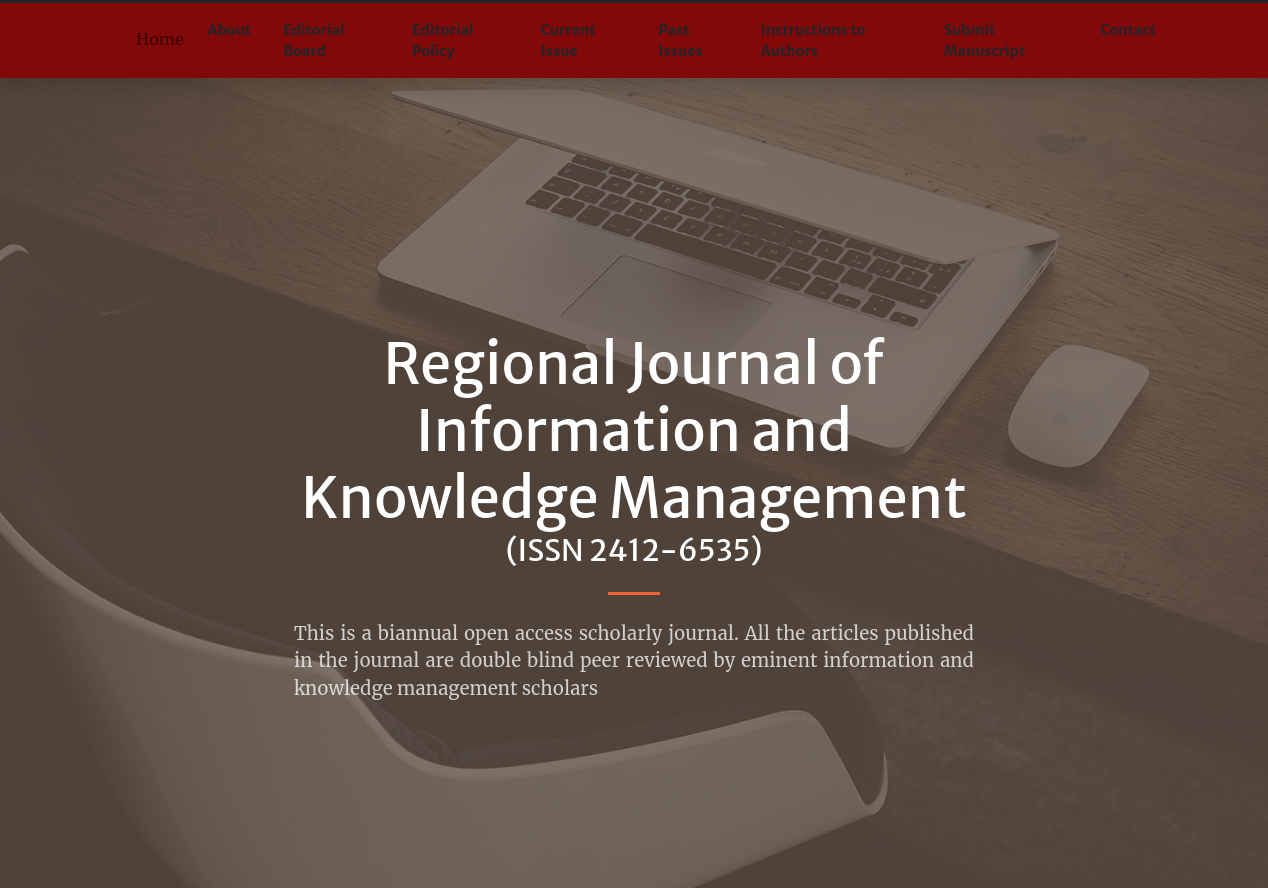 Home
About
Editorial
Board
Editorial
Policy
Current
Issue
Past
Issues
Instructions to
Authors
Submit
Manuscript
Contact
Regional Journal of
Information and
Knowledge Management
(ISSN 2412-6535)
This is a biannual open access scholarly journal. All the articles published
in the journal are double blind peer reviewed by eminent information and
knowledge management scholars